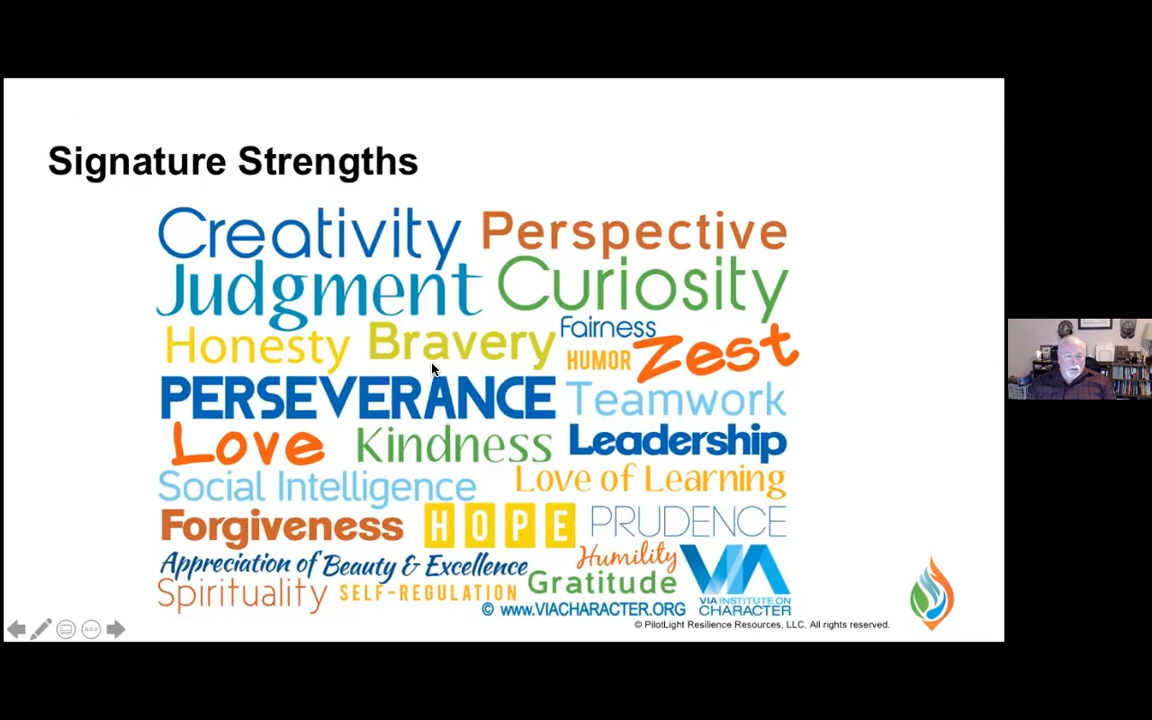 Signature Strengths
Creativity Perspective
Judgment Curiosity
Honesty Bravery Fairness
HUMOR Zest
PERSEVERANCE Teamwork
Love Kindness Leadership
Social Intelligence Love of Learning
Forgiveness HOPE PRUDENCE
Appreciation of Beauty & Excellence Humility VIA
Spirituality SELF-REGULATION Gratitude VIA INSTITUTE ON
© www.VIACHARACTER.ORG CHARACTER
© PilotLight Resilience Resources, LLC. All rights reserved.